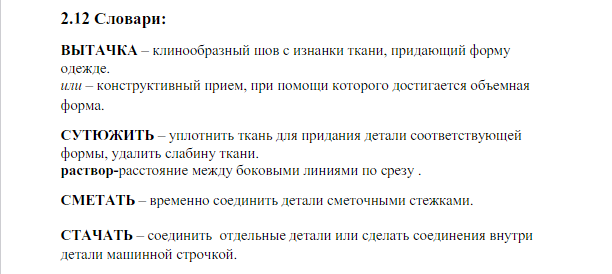 2.12 Словари:
ВЫТАЧКА – клинообразный шов с изнанки ткани, придающий форму
одежде.
или – конструктивный прием, при помощи которого достигается объемная
форма.
СУТЮЖИТЬ – уплотнить ткань для придания детали соответствующей
формы, удалить слабину ткани.
раствор-расстояние между боковыми линиями по срезу .
СМЕТАТЬ – временно соединить детали сметочными стежками.
СТАЧАТЬ – соединить  отдельные детали или сделать соединения внутри
детали машинной строчкой.